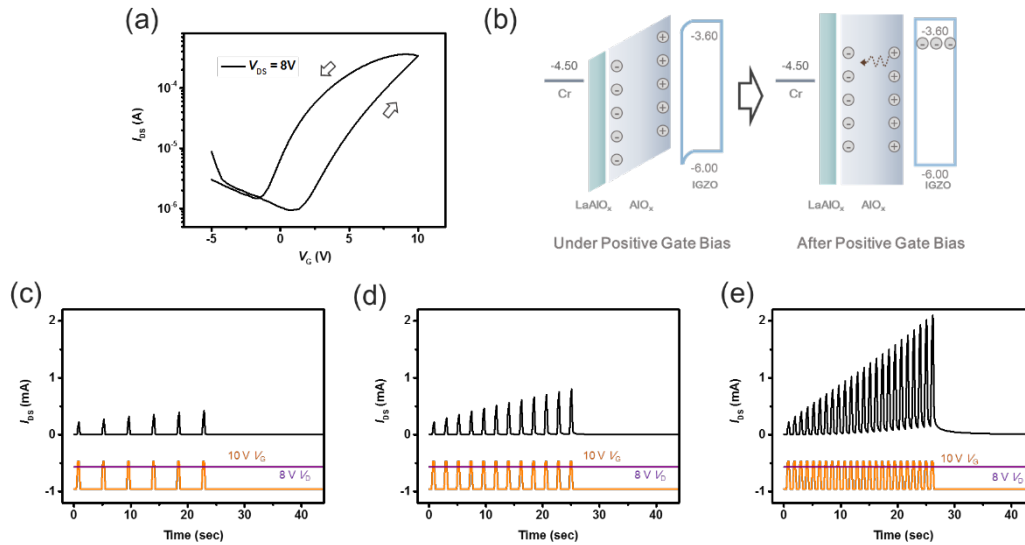 (a)
V_DS = 8V
I_DS (A)
10⁻⁴
10⁻⁵
10⁻⁶
-5 0 5 10
V_G (V)
(b)
-3.60
-4.50
Cr
-6.00
IGZO
LaAlOₓ AlOₓ
Under Positive Gate Bias
-3.60
-4.50
Cr
-6.00
IGZO
LaAlOₓ AlOₓ
After Positive Gate Bias
(c)
2
1
0
-1
I_DS (mA)
10 V V_G
8 V V_D
0 10 20 30 40
Time (sec)
(d)
2
1
0
-1
I_DS (mA)
10 V V_G
8 V V_D
0 10 20 30 40
Time (sec)
(e)
2
1
0
-1
I_DS (mA)
10 V V_G
8 V V_D
0 10 20 30 40
Time (sec)